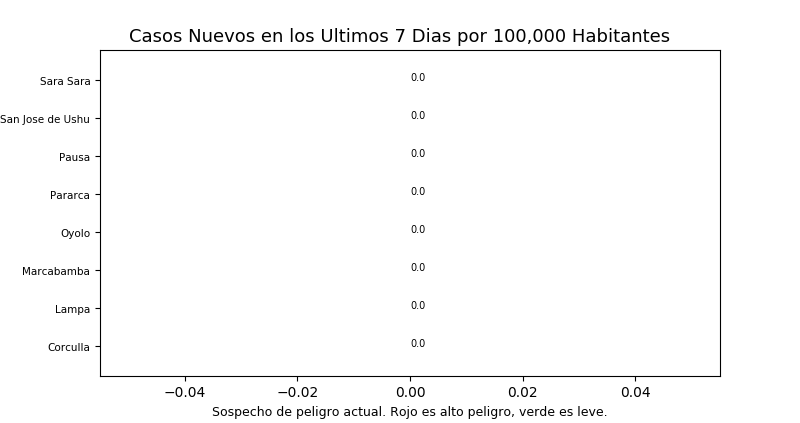 Casos Nuevos en los Ultimos 7 Dias por 100,000 Habitantes
Sara Sara 0.0
San Jose de Ushu 0.0
Pausa 0.0
Pararca 0.0
Oyolo 0.0
Marcabamba 0.0
Lampa 0.0
Corculla 0.0
−0.04 −0.02 0.00 0.02 0.04
Sospecho de peligro actual. Rojo es alto peligro, verde es leve.